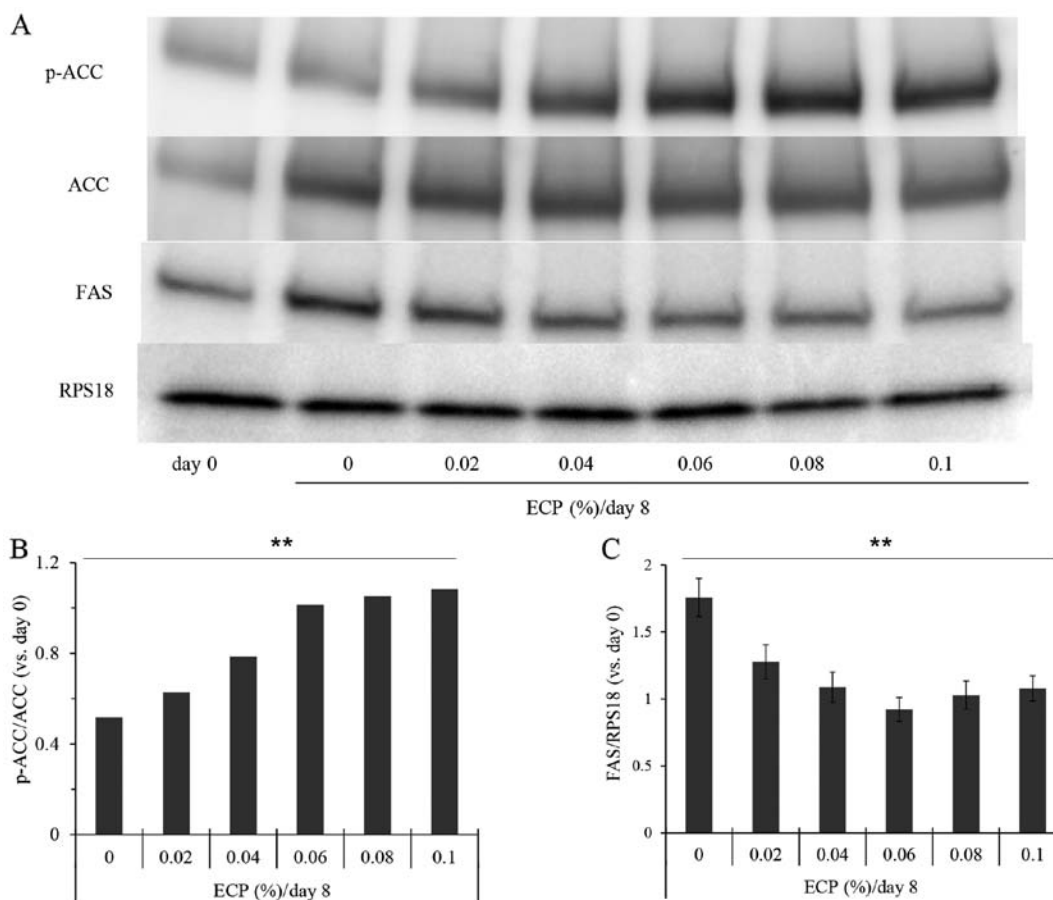 A
p-ACC
ACC
FAS
RPS18
day 0 0 0.02 0.04 0.06 0.08 0.1
ECP (%)/day 8
B
**
p-ACC/ACC (vs. day 0)
1.2
0.8
0.4
0
0 0.02 0.04 0.06 0.08 0.1
ECP (%)/day 8
C
**
FAS/RPS18 (vs. day 0)
2
1.5
1
0.5
0
0 0.02 0.04 0.06 0.08 0.1
ECP (%)/day 8